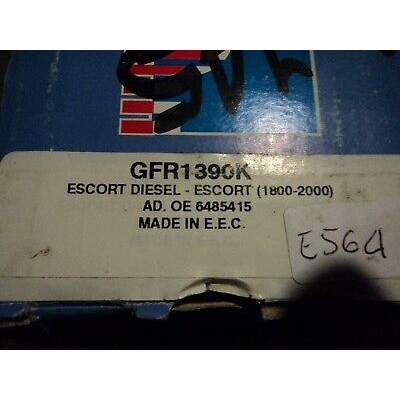 GFR1390K
ESCORT DIESEL - ESCORT (1800-2000)
AD. OE 6485415
MADE IN E.E.C.
E564